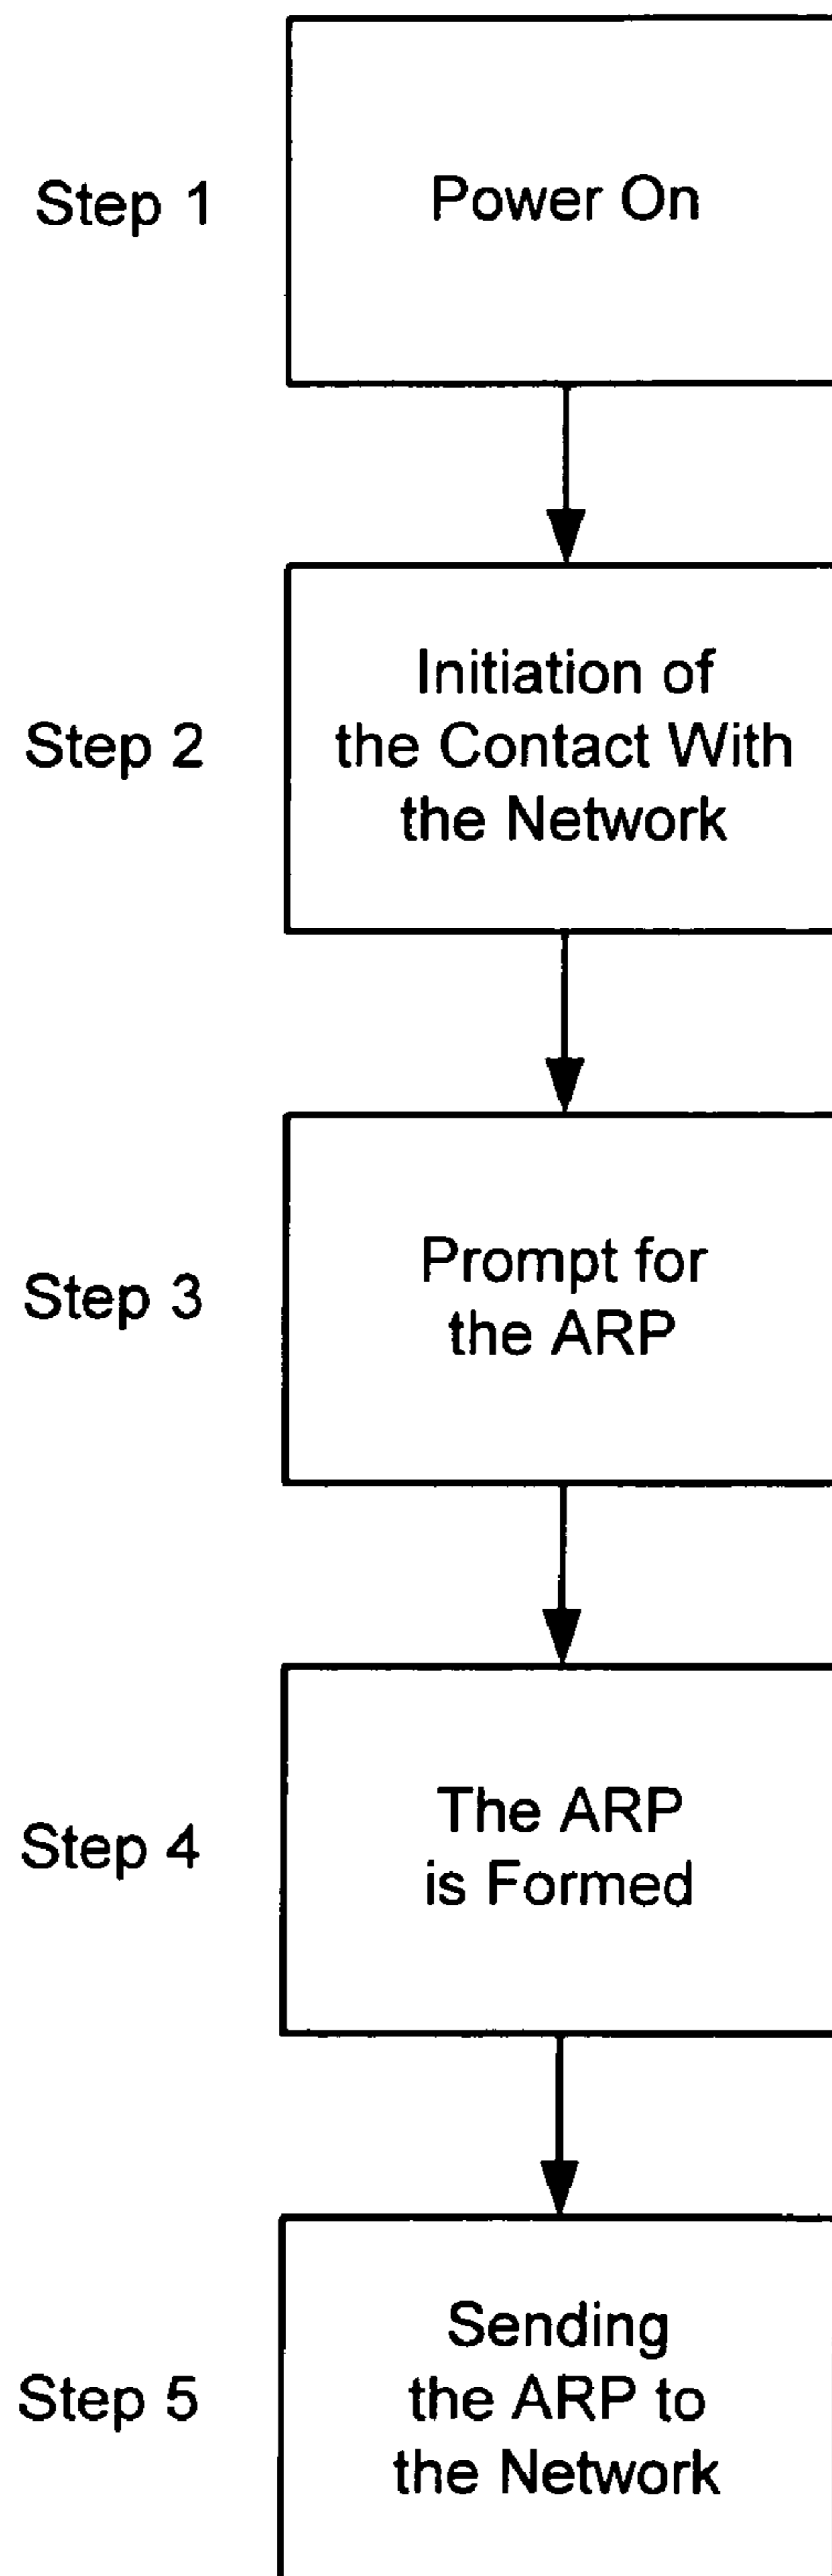 Step 1
Power On
Step 2
Initiation of
the Contact With
the Network
Step 3
Prompt for
the ARP
Step 4
The ARP
is Formed
Step 5
Sending
the ARP to
the Network